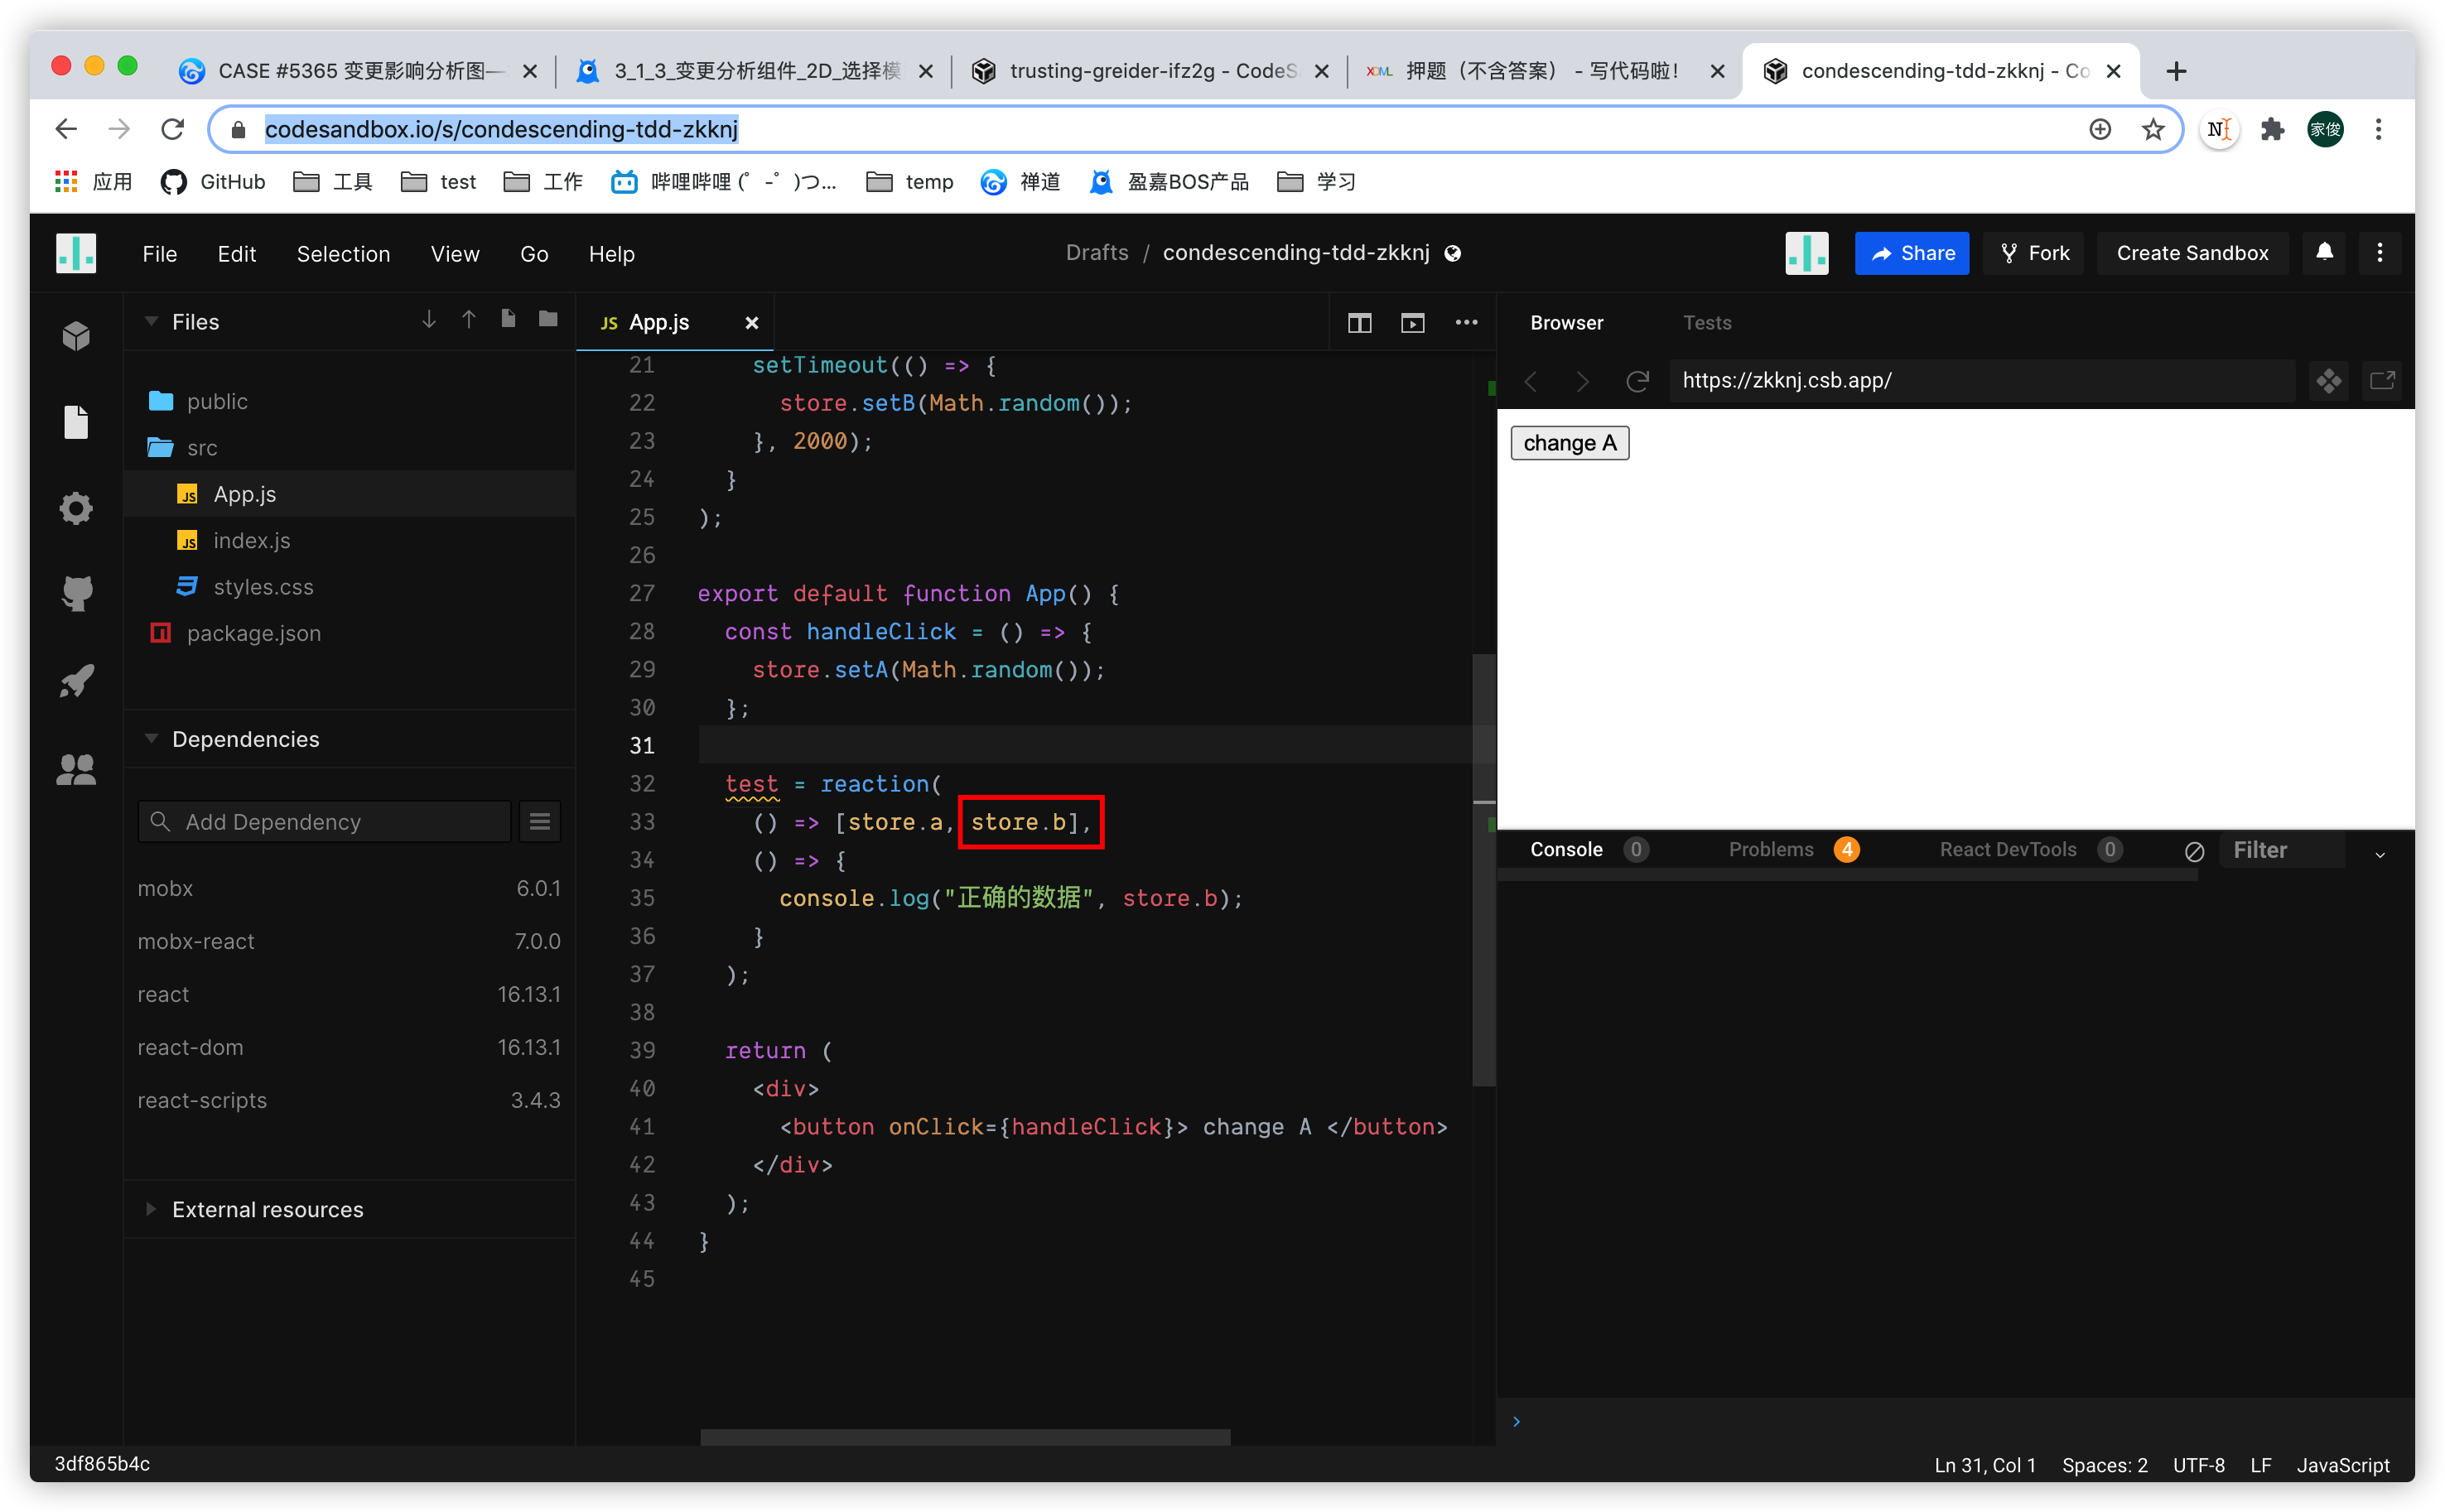 CASE #5365 变更影响分析图—
3_1_3_变更分析组件_2D_选择模
trusting-greider-ifz2g - CodeS
押题（不含答案） - 写代码啦！
condescending-tdd-zkknj - Co
codesandbox.io/s/condescending-tdd-zkknj
家俊
应用
GitHub
工具
test
工作
哔哩哔哩 (゜-゜)つ...
temp
禅道
盈嘉BOS产品
学习
File
Edit
Selection
View
Go
Help
Drafts / condescending-tdd-zkknj
Share
Fork
Create Sandbox
Files
public
src
JS App.js
JS index.js
styles.css
package.json
Dependencies
Add Dependency
mobx 6.0.1
mobx-react 7.0.0
react 16.13.1
react-dom 16.13.1
react-scripts 3.4.3
External resources
JS App.js
21 setTimeout(() => {
22 store.setB(Math.random());
23 }, 2000);
24 }
25 );
26
27 export default function App() {
28 const handleClick = () => {
29 store.setA(Math.random());
30 };
31
32 test = reaction(
33 () => [store.a, store.b],
34 () => {
35 console.log("正确的数据", store.b);
36 }
37 );
38
39 return (
40 <div>
41 <button onClick={handleClick}> change A </button>
42 </div>
43 );
44 }
45
Browser
Tests
https://zkknj.csb.app/
change A
Console 0
Problems 4
React DevTools 0
Filter
3df865b4c
Ln 31, Col 1
Spaces: 2
UTF-8
LF
JavaScript